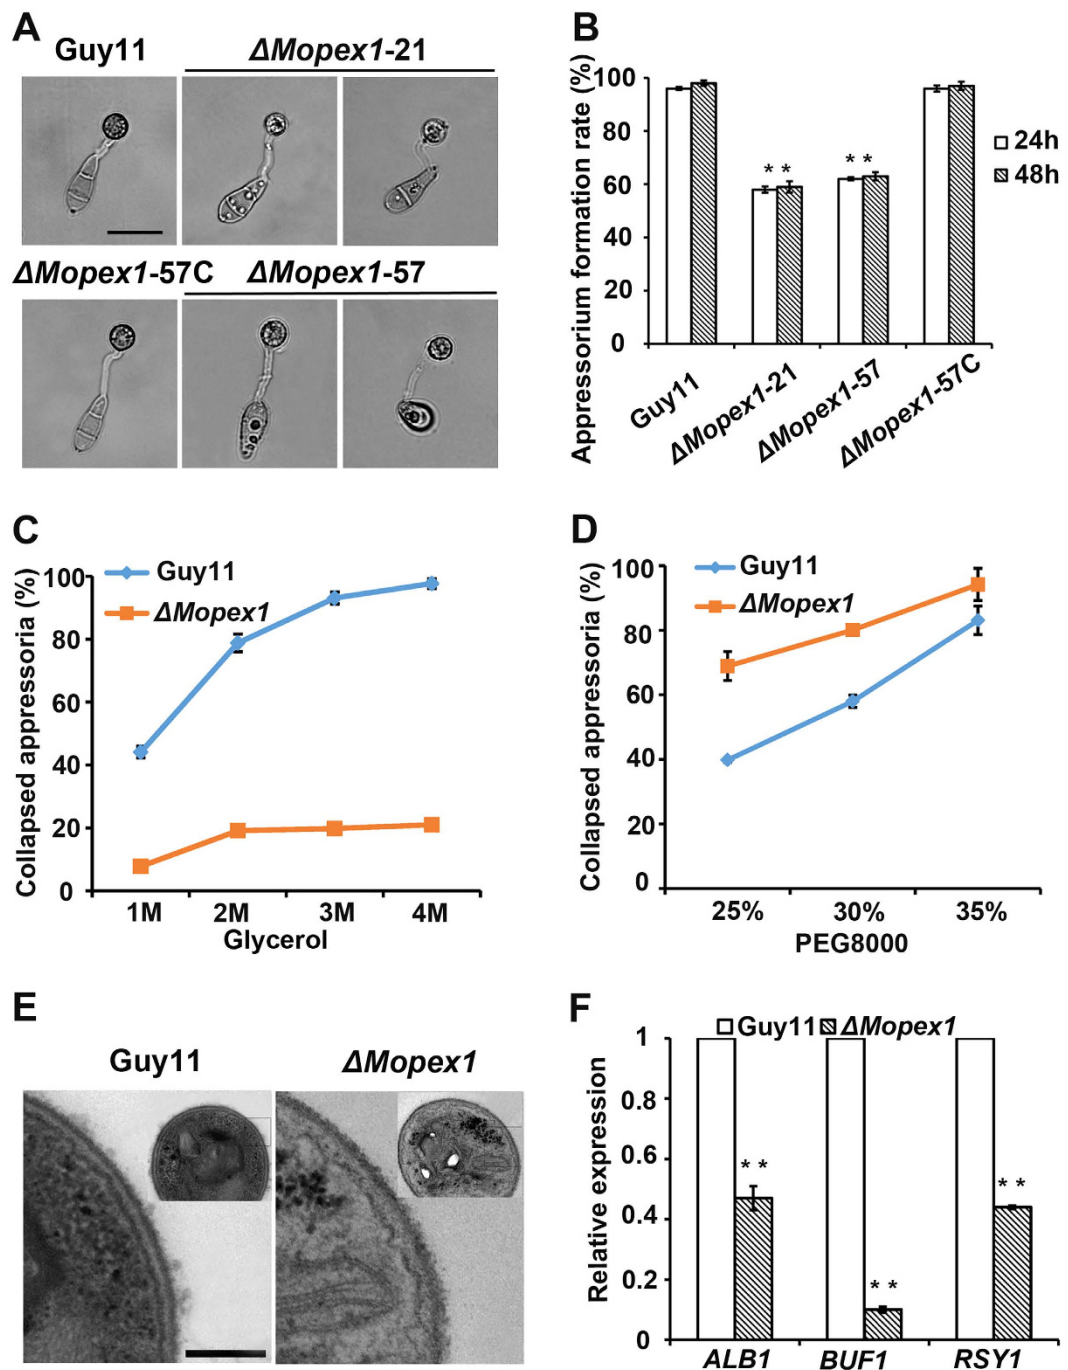 A
Guy11
ΔMopex1-21
ΔMopex1-57C
ΔMopex1-57
B
Appressorium formation rate (%)
100
80
60
40
20
0
* *
* *
24h
48h
Guy11
ΔMopex1-21
ΔMopex1-57
ΔMopex1-57C
C
Collapsed appressoria (%)
Guy11
ΔMopex1
100
80
60
40
20
0
1M
2M
3M
4M
Glycerol
D
Collapsed appressoria (%)
Guy11
ΔMopex1
100
80
60
40
20
0
25%
30%
35%
PEG8000
E
Guy11
ΔMopex1
F
Guy11
ΔMopex1
Relative expression
1
0.8
0.6
0.4
0.2
0
* *
* *
* *
ALB1
BUF1
RSY1